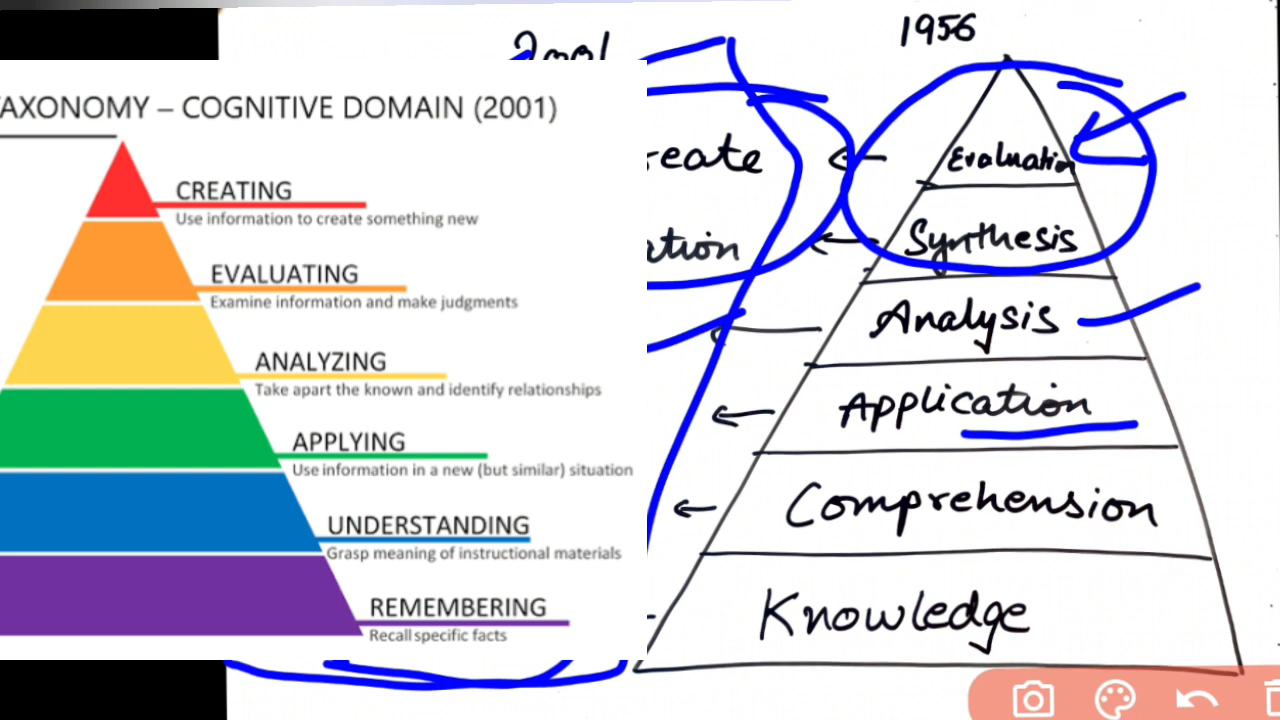 1956
TAXONOMY – COGNITIVE DOMAIN (2001)
CREATING
Use information to create something new
EVALUATING
Examine information and make judgments
ANALYZING
Take apart the known and identify relationships
APPLYING
Use information in a new (but similar) situation
UNDERSTANDING
Grasp meaning of instructional materials
REMEMBERING
Recall specific facts
reate
ation
Evaluation
Synthesis
Analysis
Application
Comprehension
Knowledge